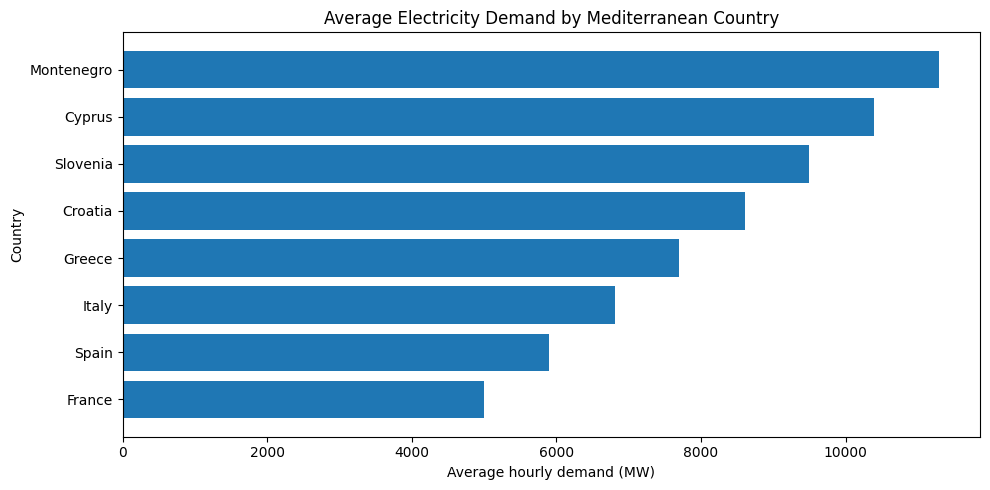 Average Electricity Demand by Mediterranean Country
Country
Montenegro
Cyprus
Slovenia
Croatia
Greece
Italy
Spain
France
0 2000 4000 6000 8000 10000
Average hourly demand (MW)